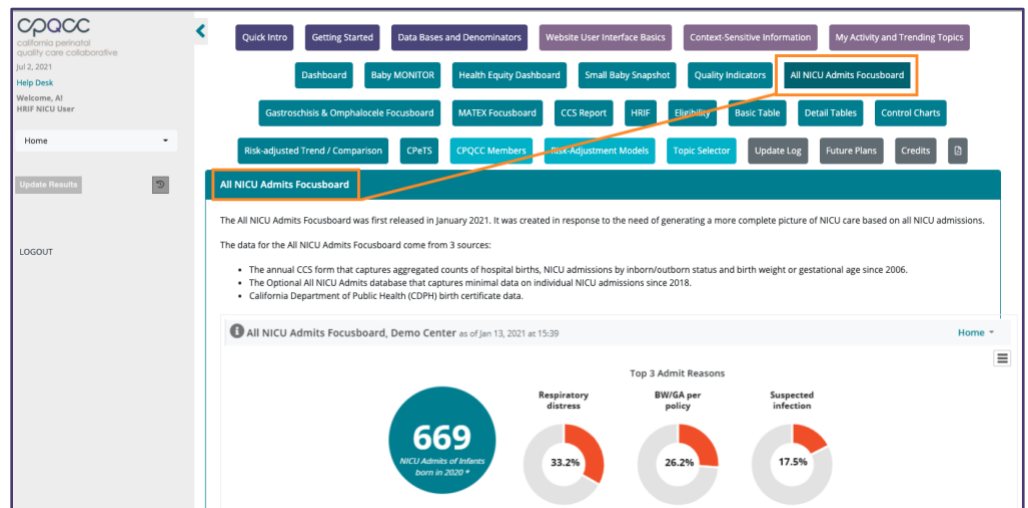 cpqcc
california perinatal
quality care collaborative
Jul 2, 2021
Help Desk
Welcome, A!
HRIF NICU User
Home
Update Results
LOGOUT
Quick Intro Getting Started Data Bases and Denominators Website User Interface Basics Context-Sensitive Information My Activity and Trending Topics
Dashboard Baby MONITOR Health Equity Dashboard Small Baby Snapshot Quality Indicators All NICU Admits Focusboard
Gastroschisis & Omphalocele Focusboard MATEX Focusboard CCS Report HRIF Eligibility Basic Table Detail Tables Control Charts
Risk-adjusted Trend / Comparison CPeTS CPQCC Members Risk-Adjustment Models Topic Selector Update Log Future Plans Credits
All NICU Admits Focusboard
The All NICU Admits Focusboard was first released in January 2021. It was created in response to the need of generating a more complete picture of NICU care based on all NICU admissions.
The data for the All NICU Admits Focusboard come from 3 sources:
• The annual CCS form that captures aggregated counts of hospital births, NICU admissions by inborn/outborn status and birth weight or gestational age since 2006.
• The Optional All NICU Admits database that captures minimal data on individual NICU admissions since 2018.
• California Department of Public Health (CDPH) birth certificate data.
All NICU Admits Focusboard, Demo Center as of Jan 13, 2021 at 15:39 Home
Top 3 Admit Reasons
669
NICU Admits of Infants
born in 2020 *
Respiratory
distress
33.2%
BW/GA per
policy
26.2%
Suspected
infection
17.5%